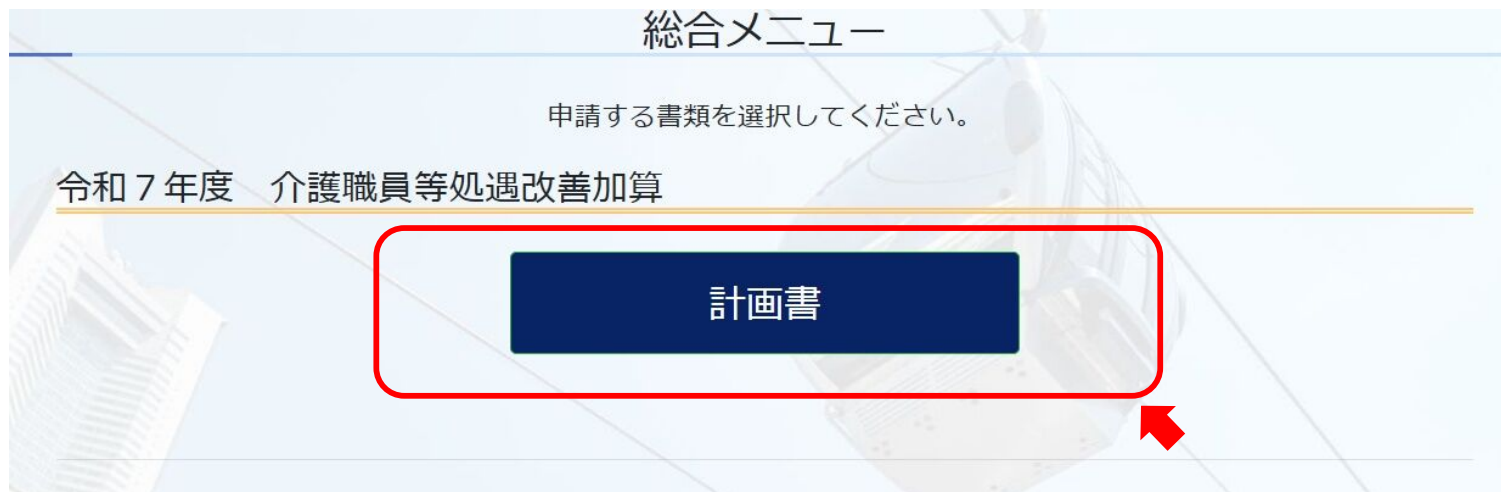 総合メニュー
申請する書類を選択してください。
令和7年度　介護職員等処遇改善加算
計画書